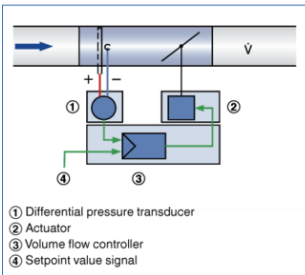 c V̇
+ −
① ②
④ ③
① Differential pressure transducer
② Actuator
③ Volume flow controller
④ Setpoint value signal